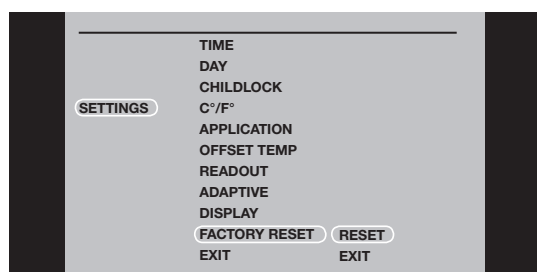 TIME
DAY
CHILDLOCK
SETTINGS C°/F°
APPLICATION
OFFSET TEMP
READOUT
ADAPTIVE
DISPLAY
FACTORY RESET RESET
EXIT EXIT